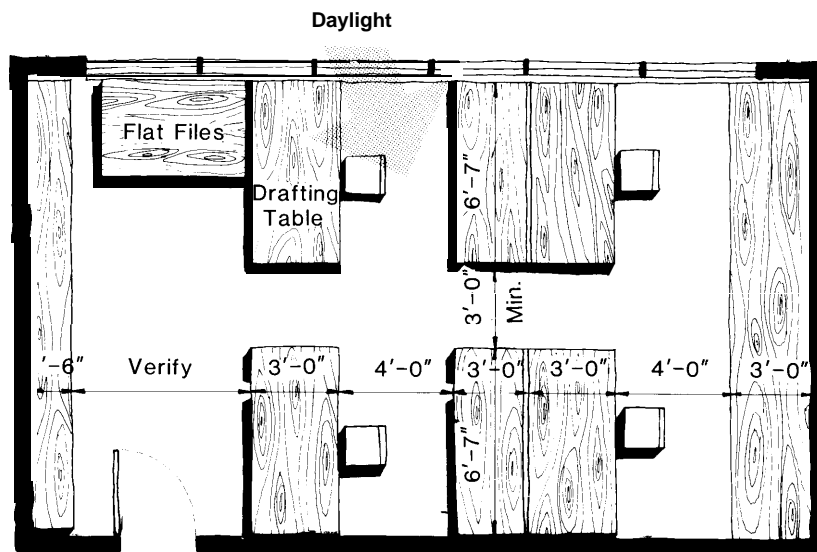 Daylight
Flat Files
Drafting
Table
6'-7"
3'-0"
Min.
'-6"
Verify
3'-0"
4'-0"
3'-0"
3'-0"
4'-0"
3'-0"
6'-7"